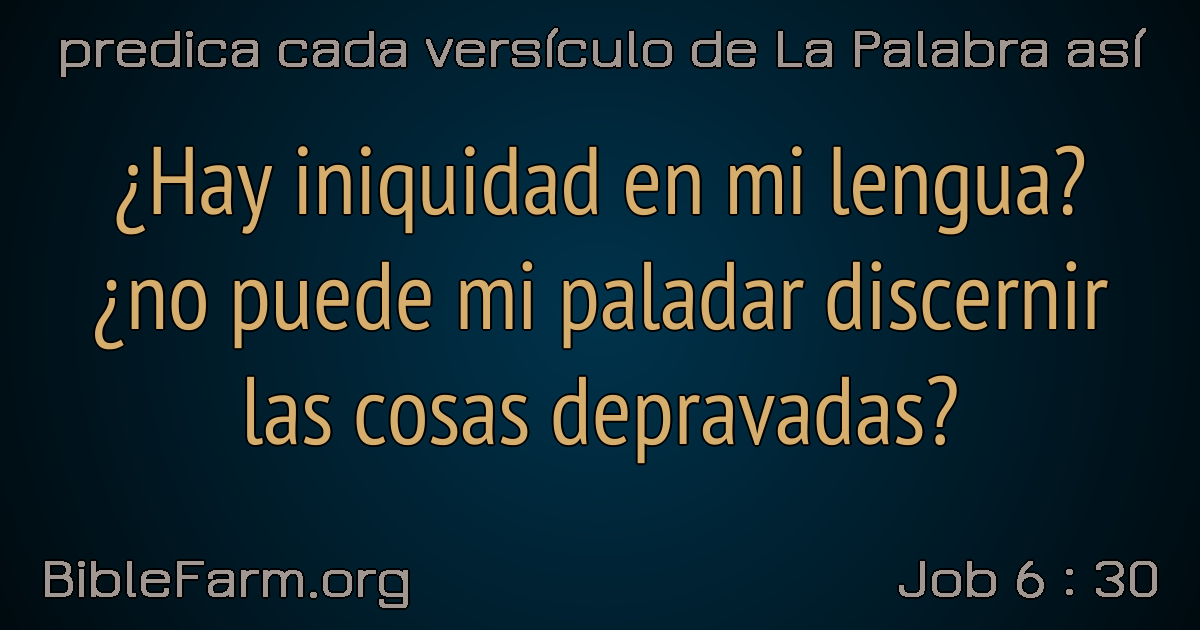 predica cada versículo de La Palabra así
¿Hay iniquidad en mi lengua?
¿no puede mi paladar discernir
las cosas depravadas?
BibleFarm.org
Job 6 : 30